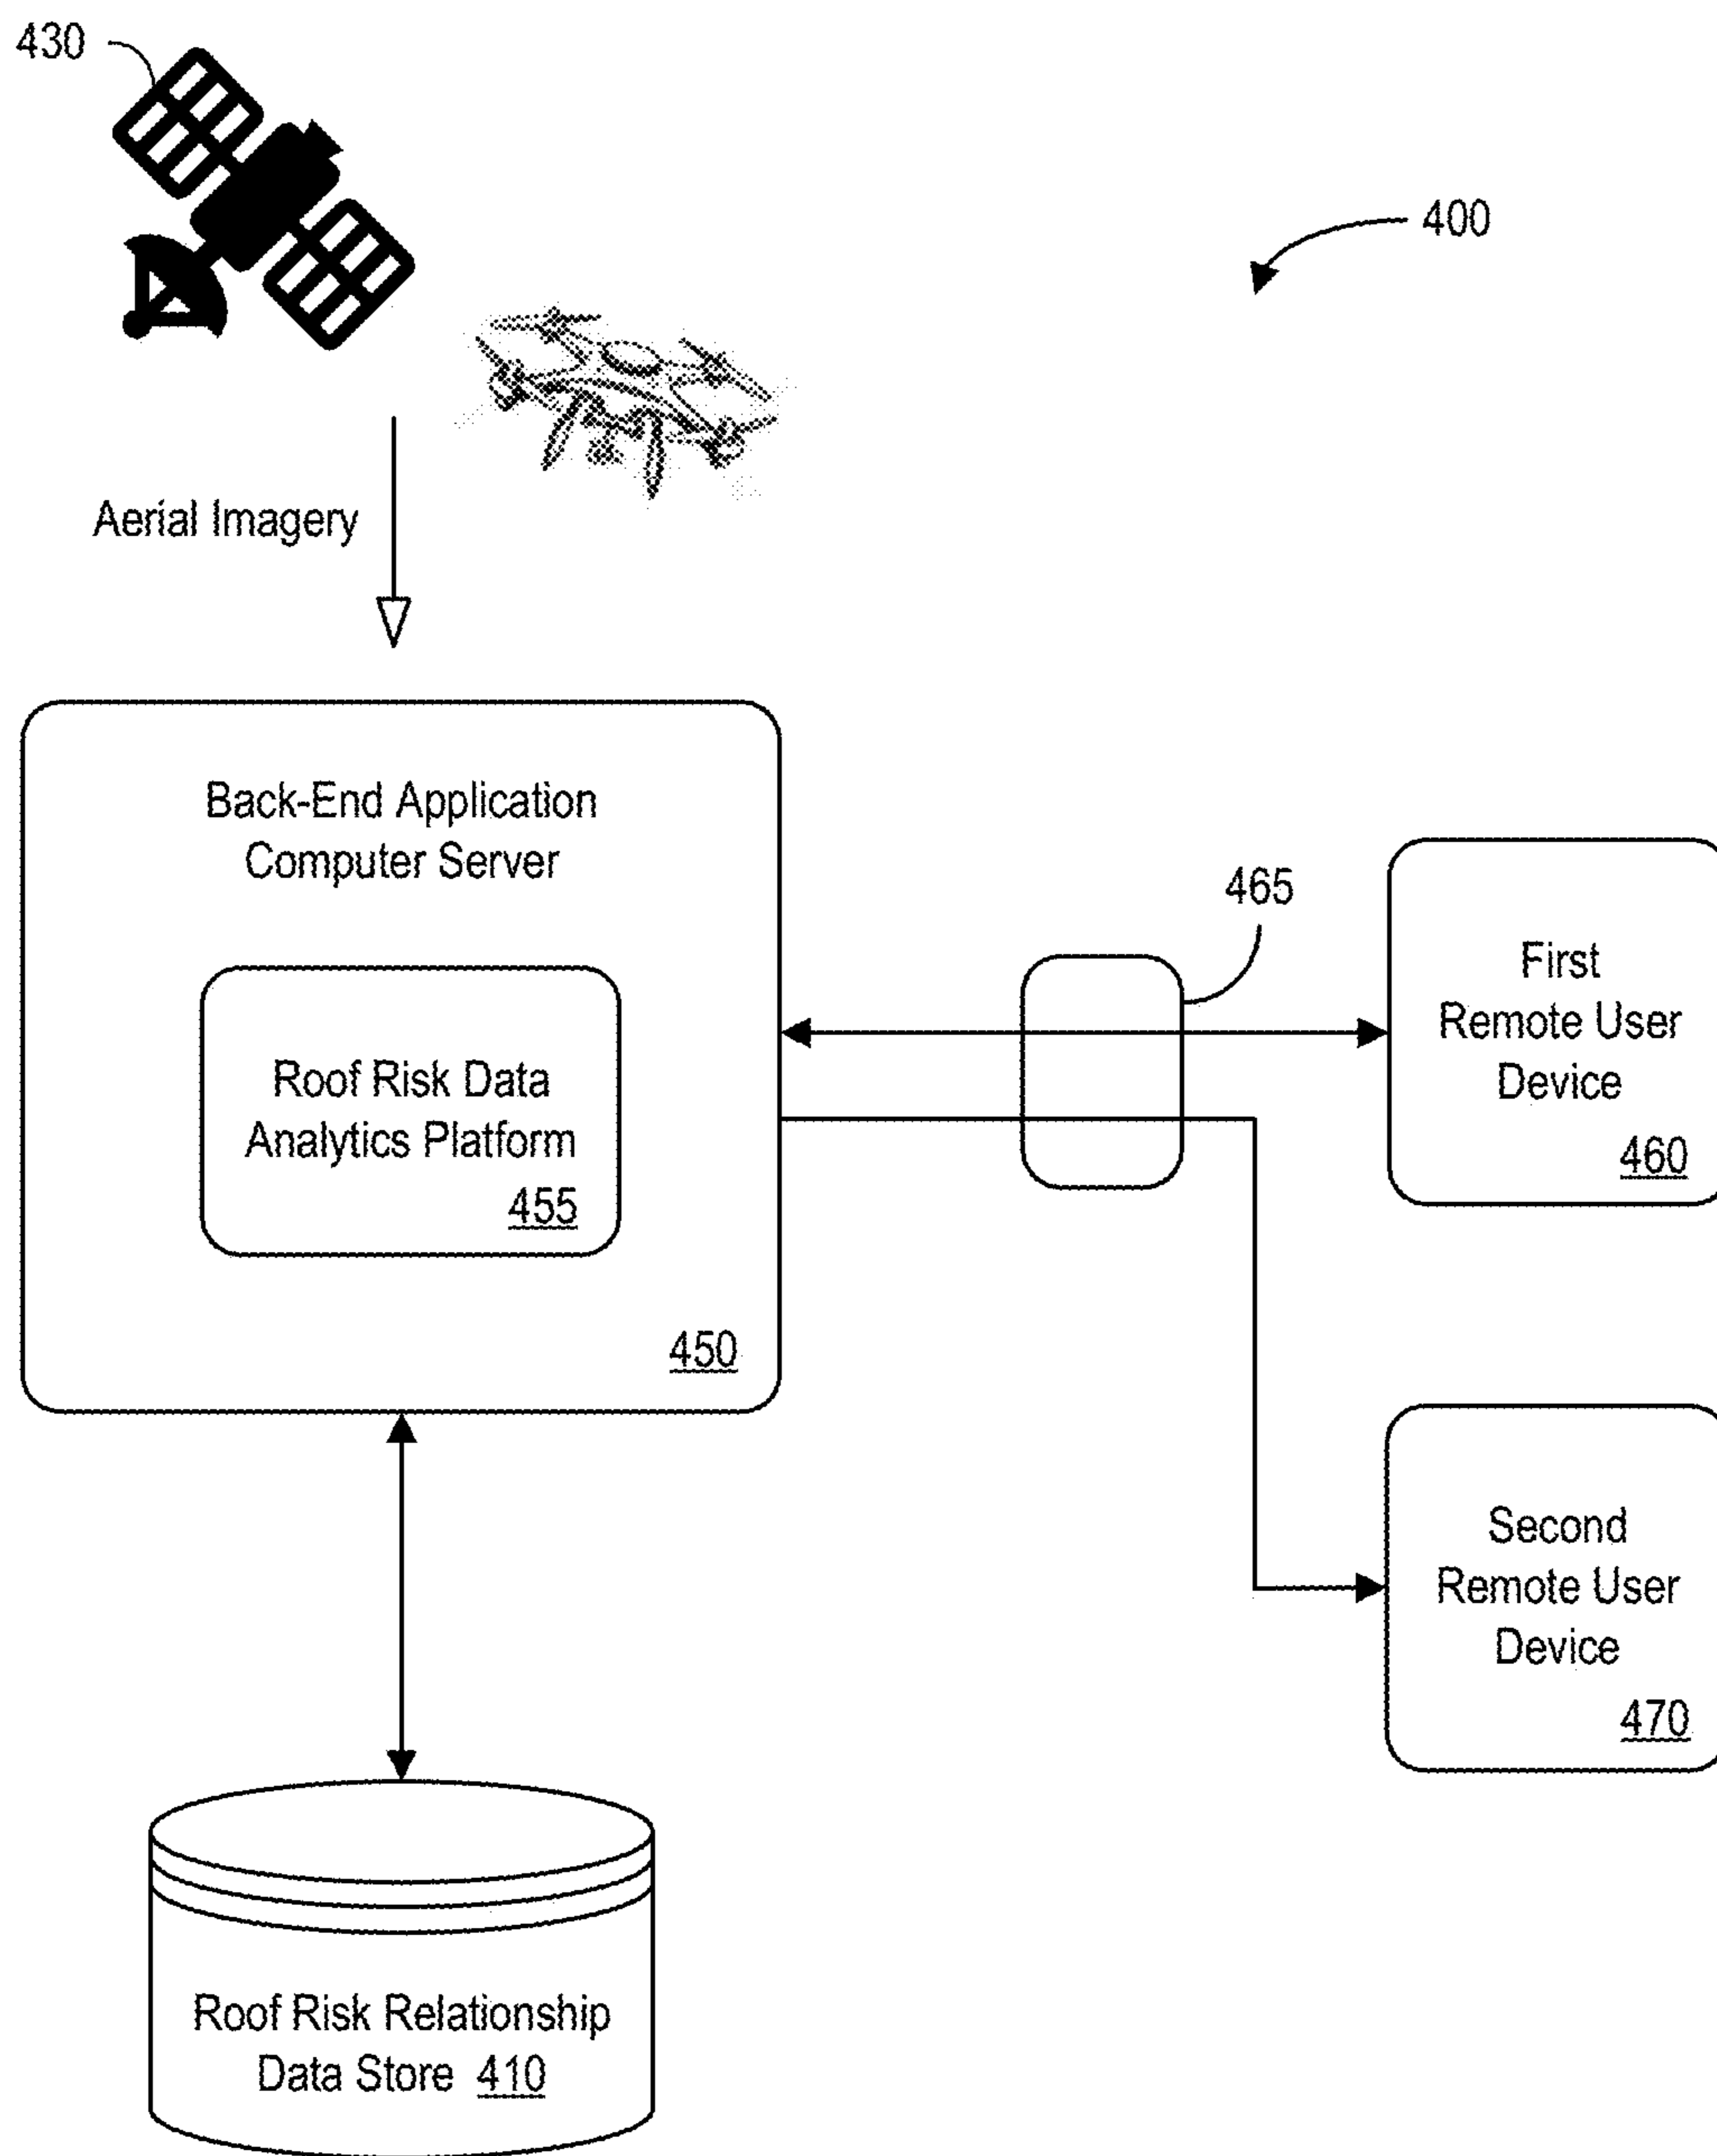 430
400
Aerial Imagery
Back-End Application
Computer Server
Roof Risk Data
Analytics Platform
455
450
465
First
Remote User
Device
460
Second
Remote User
Device
470
Roof Risk Relationship
Data Store 410